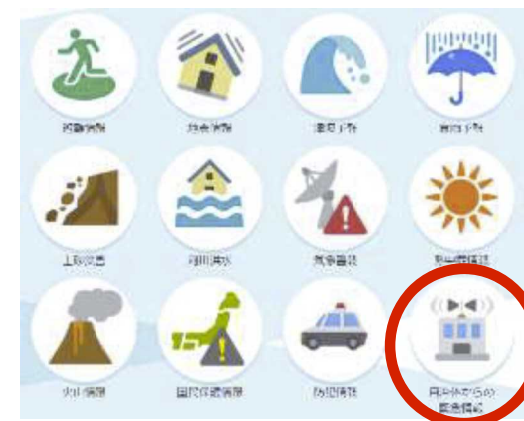 避難情報
地震情報
津波予報
豪雨予報
土砂災害
河川洪水
気象警報
熱中症情報
火山情報
国民保護情報
防犯情報
自治体からの
緊急情報